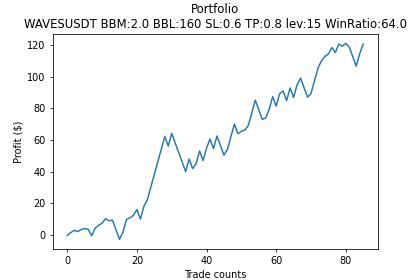 Portfolio
WAVESUSDT BBM:2.0 BBL:160 SL:0.6 TP:0.8 lev:15 WinRatio:64.0
120
100
80
60
40
20
0
Profit ($)
0 20 40 60 80
Trade counts